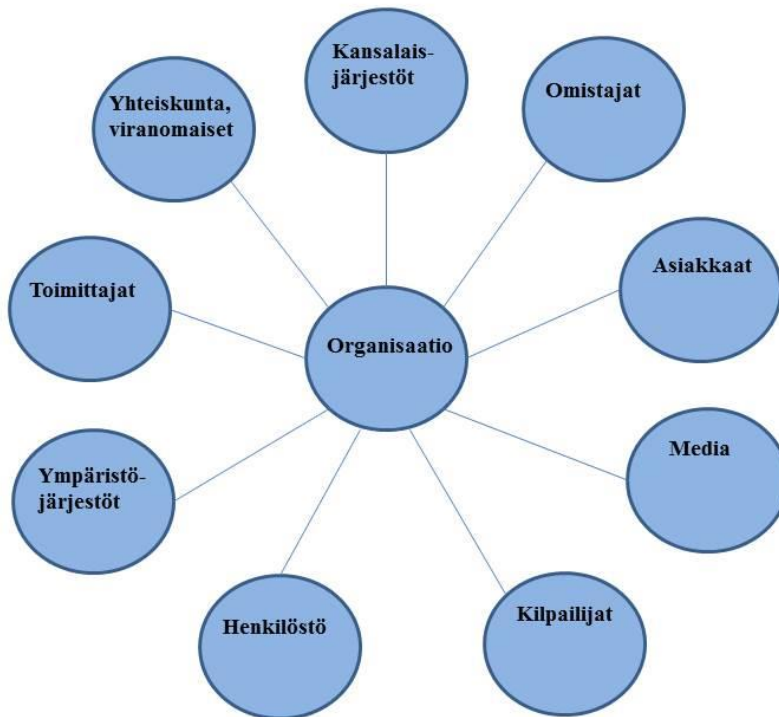 Kansalais-
järjestöt
Omistajat
Yhteiskunta,
viranomaiset
Asiakkaat
Toimittajat
Organisaatio
Media
Ympäristö-
järjestöt
Kilpailijat
Henkilöstö